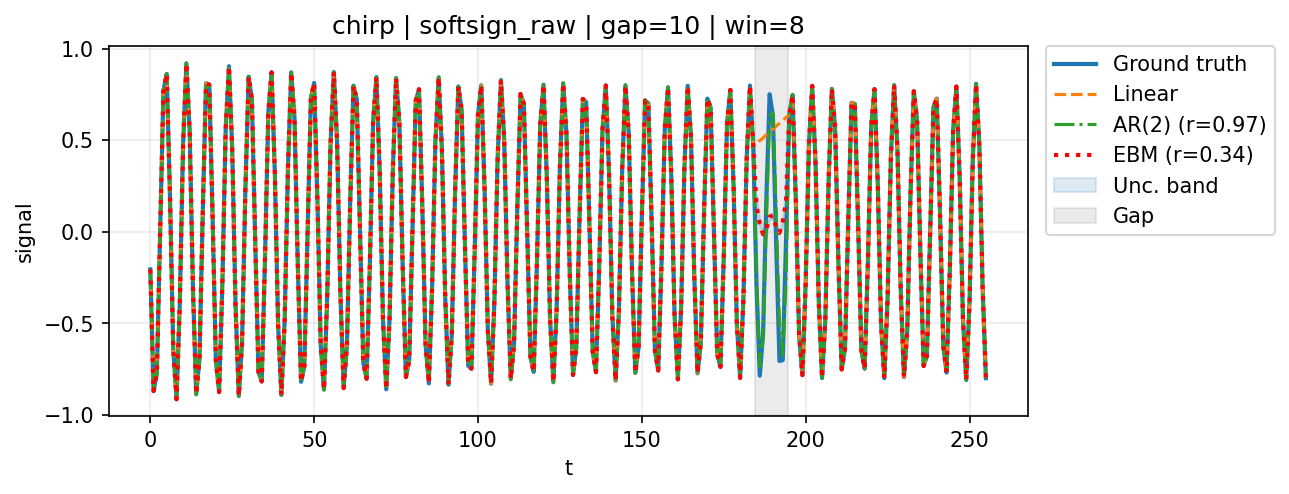 chirp | softsign_raw | gap=10 | win=8
1.0
0.5
0.0
−0.5
−1.0
signal
0 50 100 150 200 250
t
Ground truth
Linear
AR(2) (r=0.97)
EBM (r=0.34)
Unc. band
Gap